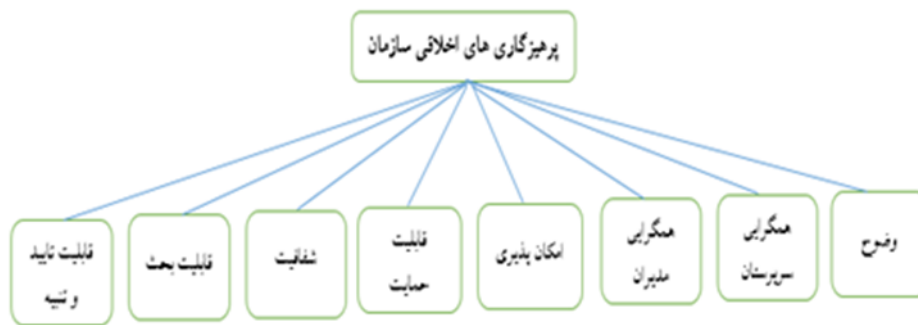 پرهیزگاری های اخلاقی سازمان
وضوح
همگرایی
سرپرستان
همگرایی
مدیران
امکان پذیری
قابلیت
حمایت
شفافیت
قابلیت بحث
قابلیت تایید
و تنبیه